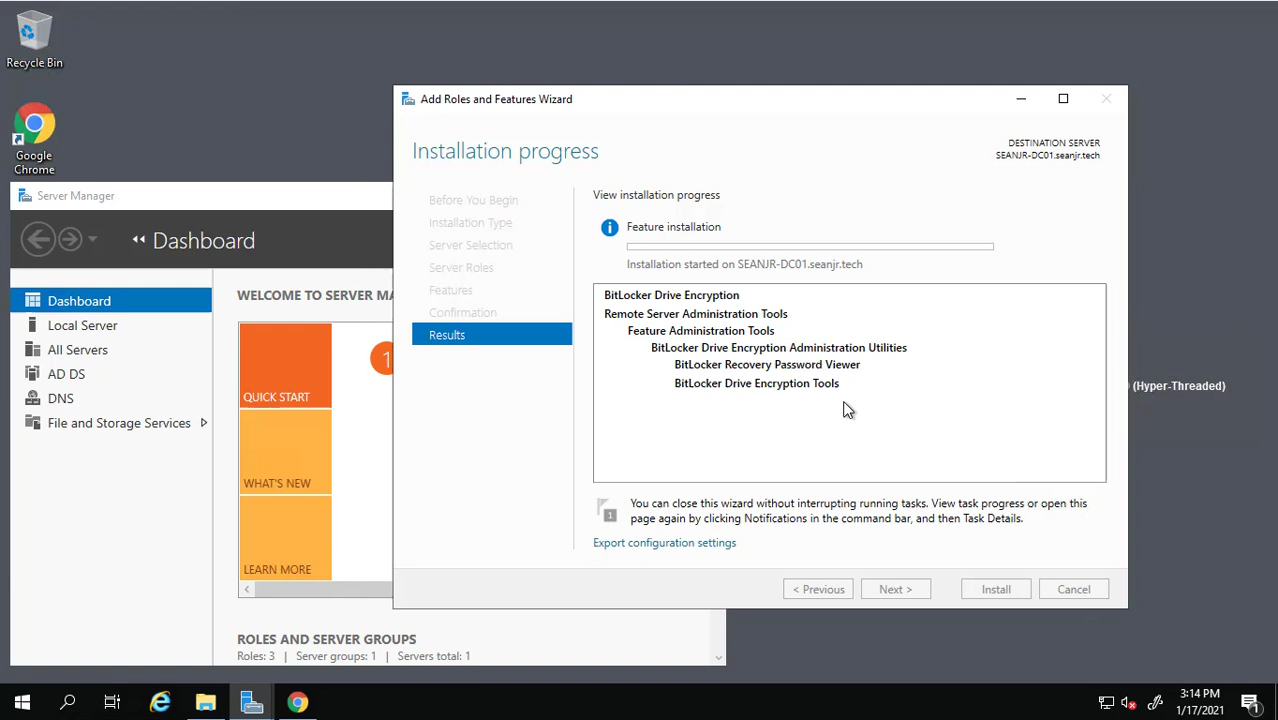 Recycle Bin
Google
Chrome
Server Manager
Dashboard
Dashboard
Local Server
All Servers
AD DS
DNS
File and Storage Services
WELCOME TO SERVER MA
1
QUICK START
WHAT'S NEW
LEARN MORE
ROLES AND SERVER GROUPS
Roles: 3 | Server groups: 1 | Servers total: 1
Add Roles and Features Wizard
Installation progress
DESTINATION SERVER
SEANJR-DC01.seanjr.tech
Before You Begin
Installation Type
Server Selection
Server Roles
Features
Confirmation
Results
View installation progress
Feature installation
Installation started on SEANJR-DC01.seanjr.tech
BitLocker Drive Encryption
Remote Server Administration Tools
Feature Administration Tools
BitLocker Drive Encryption Administration Utilities
BitLocker Recovery Password Viewer
BitLocker Drive Encryption Tools
1
You can close this wizard without interrupting running tasks. View task progress or open this
page again by clicking Notifications in the command bar, and then Task Details.
Export configuration settings
< Previous
Next >
Install
Cancel
(Hyper-Threaded)
3:14 PM
1/17/2021
1